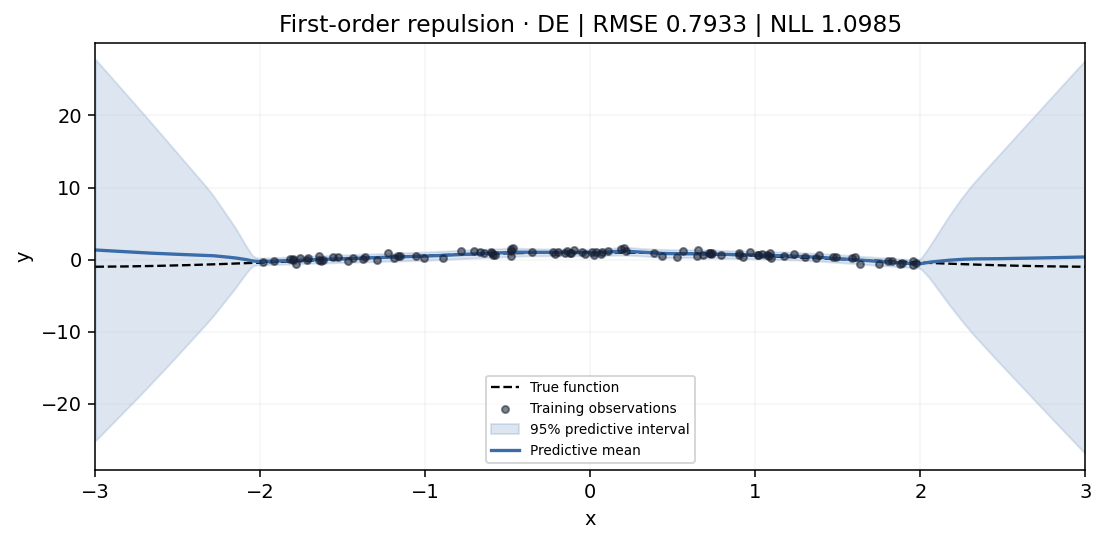 First-order repulsion · DE | RMSE 0.7933 | NLL 1.0985
y
20
10
0
−10
−20
True function
Training observations
95% predictive interval
Predictive mean
−3 −2 −1 0 1 2 3
x